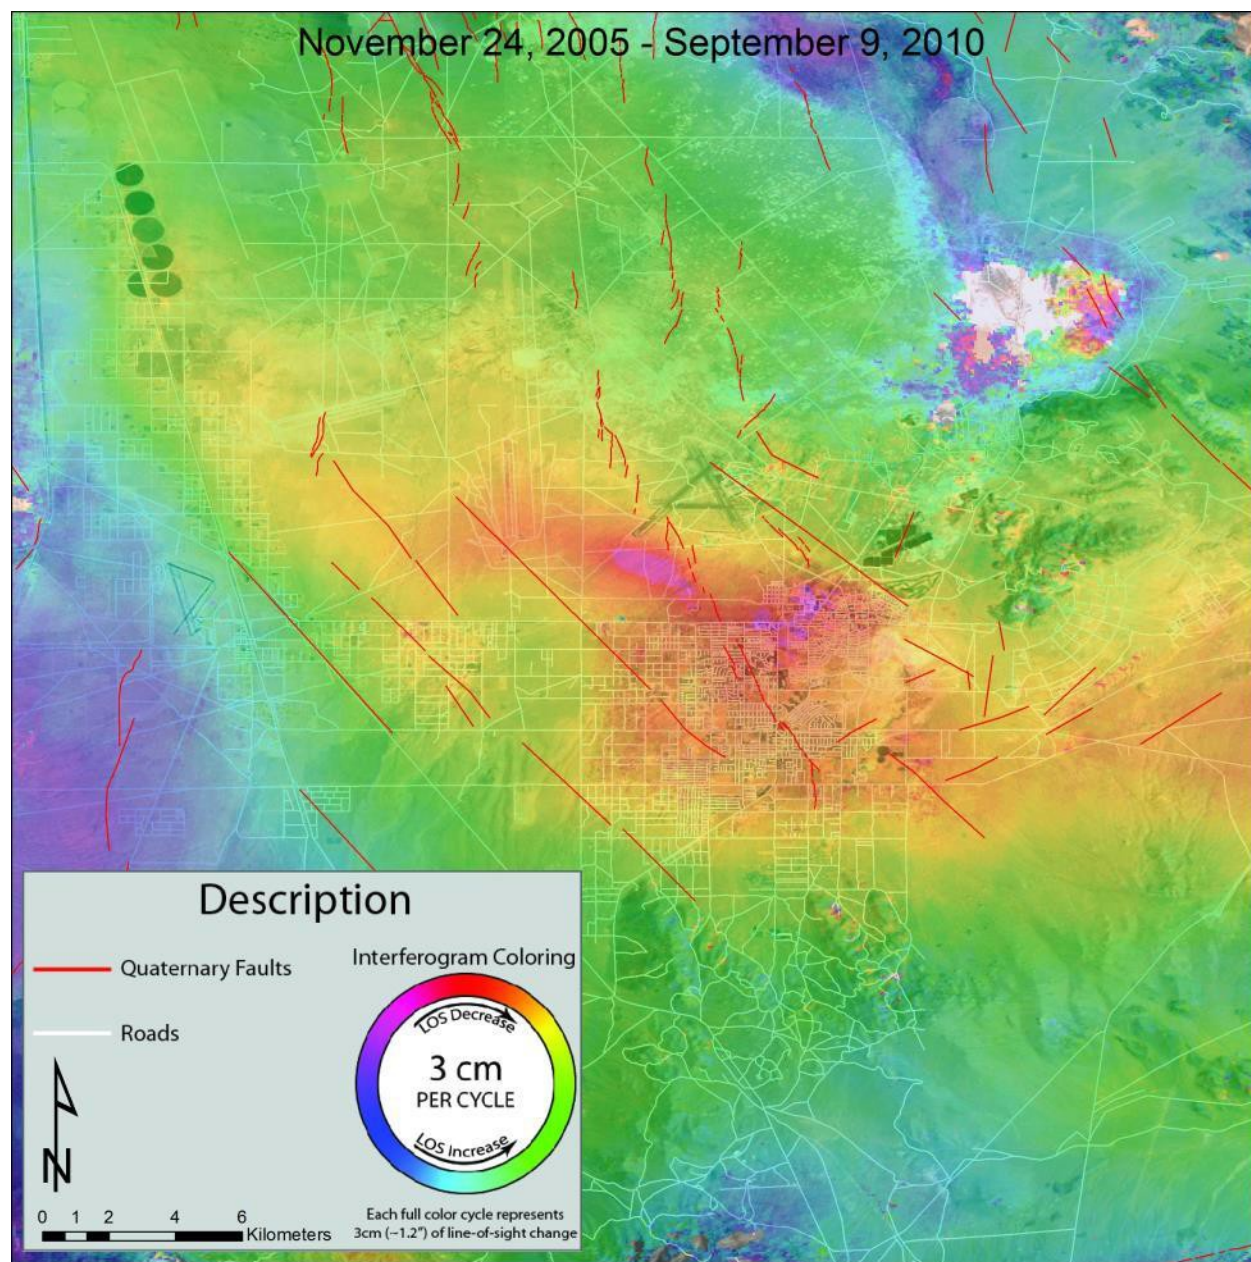 November 24, 2005 - September 9, 2010
Description
Quaternary Faults
Roads
N
0 1 2 4 6
Kilometers
Interferogram Coloring
LOS Decrease
3 cm
PER CYCLE
LOS Increase
Each full color cycle represents
3cm (~1.2") of line-of-sight change